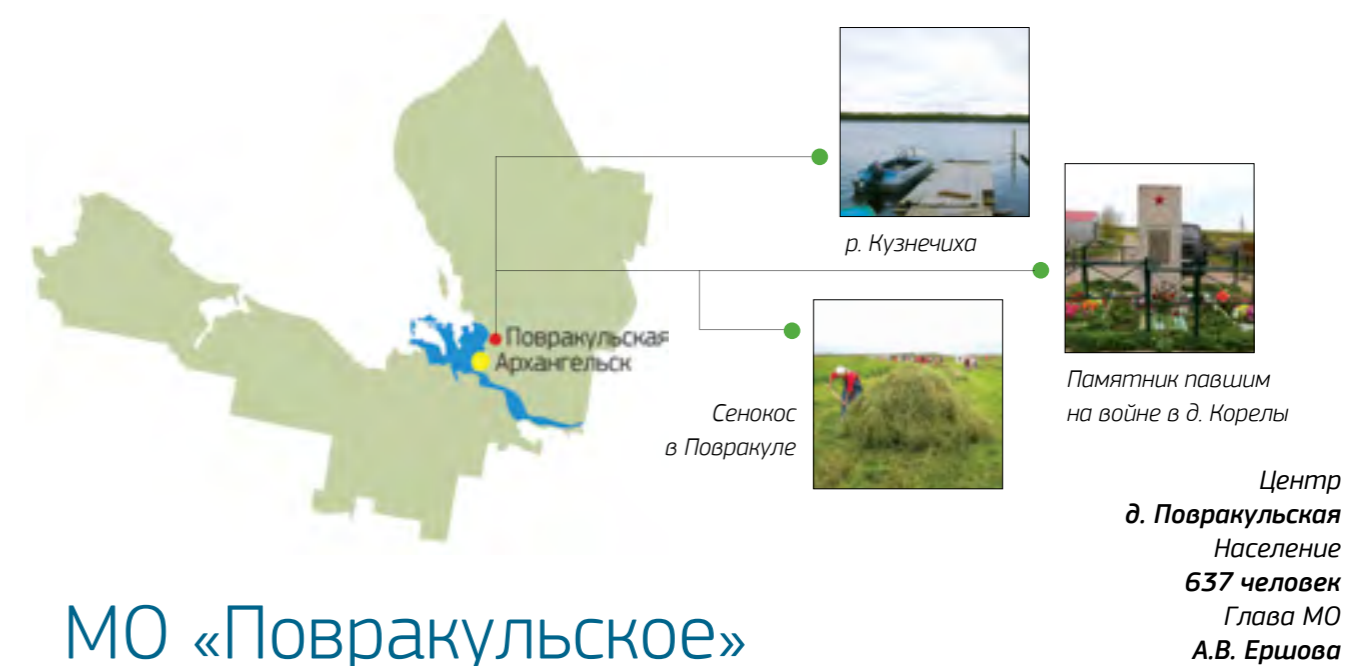 р. Кузнечиха
Повракульская
Архангельск
Сенокос
в Повракуле
Памятник павшим
на войне в д. Корелы
Центр
д. Повракульская
Население
637 человек
Глава МО
А.В. Ершова
МО «Повракульское»